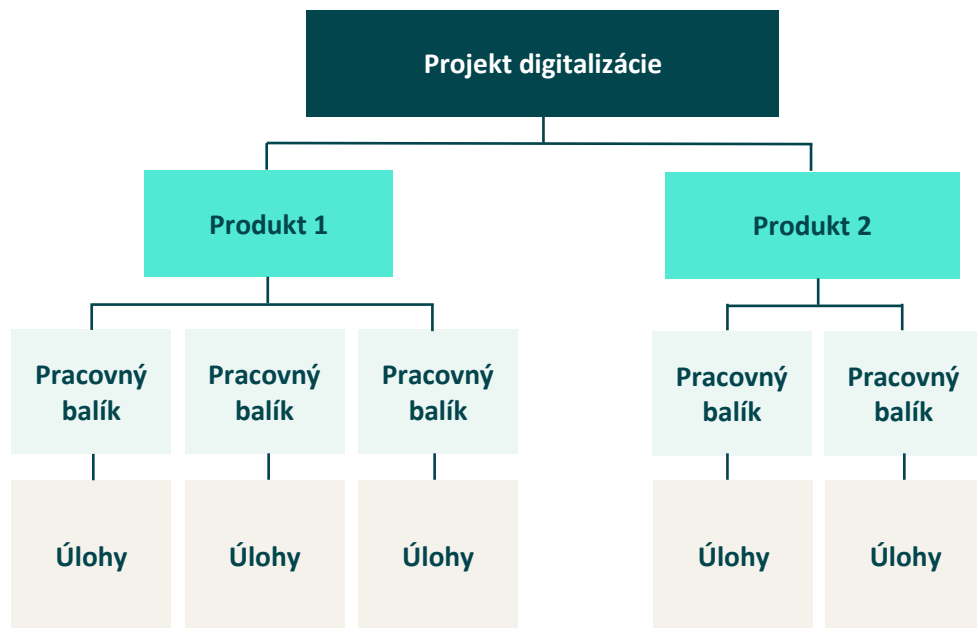 Projekt digitalizácie
Produkt 1
Produkt 2
Pracovný
balík
Pracovný
balík
Pracovný
balík
Pracovný
balík
Pracovný
balík
Úlohy
Úlohy
Úlohy
Úlohy
Úlohy